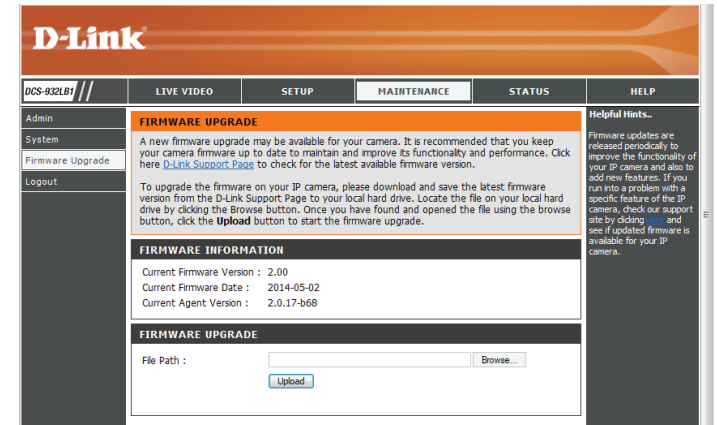 D-Link
DCS-932LB1
LIVE VIDEO
SETUP
MAINTENANCE
STATUS
HELP
Admin
System
Firmware Upgrade
Logout
FIRMWARE UPGRADE
A new firmware upgrade may be available for your camera. It is recommended that you keep
your camera firmware up to date to maintain and improve its functionality and performance. Click
here D-Link Support Page to check for the latest available firmware version.
To upgrade the firmware on your IP camera, please download and save the latest firmware
version from the D-Link Support Page to your local hard drive. Locate the file on your local hard
drive by clicking the Browse button. Once you have found and opened the file using the browse
button, click the Upload button to start the firmware upgrade.
FIRMWARE INFORMATION
Current Firmware Version : 2.00
Current Firmware Date : 2014-05-02
Current Agent Version : 2.0.17-b68
FIRMWARE UPGRADE
File Path :
Browse...
Upload
Helpful Hints..
Firmware updates are
released periodically to
improve the functionality of
your IP camera and also to
add new features. If you
run into a problem with a
specific feature of the IP
camera, check our support
site by clicking here and
see if updated firmware is
available for your IP
camera.